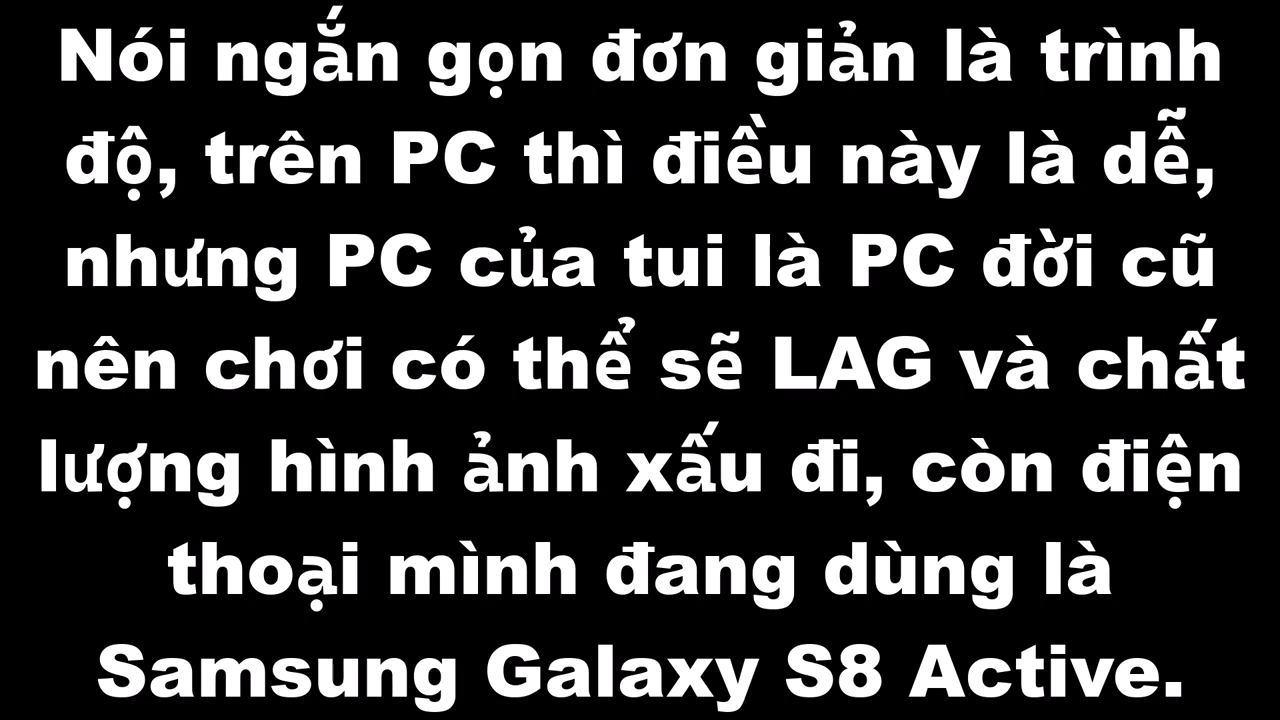 Nói ngắn gọn đơn giản là trình
độ, trên PC thì điều này là dễ,
nhưng PC của tui là PC đời cũ
nên chơi có thể sẽ LAG và chất
lượng hình ảnh xấu đi, còn điện
thoại mình đang dùng là
Samsung Galaxy S8 Active.